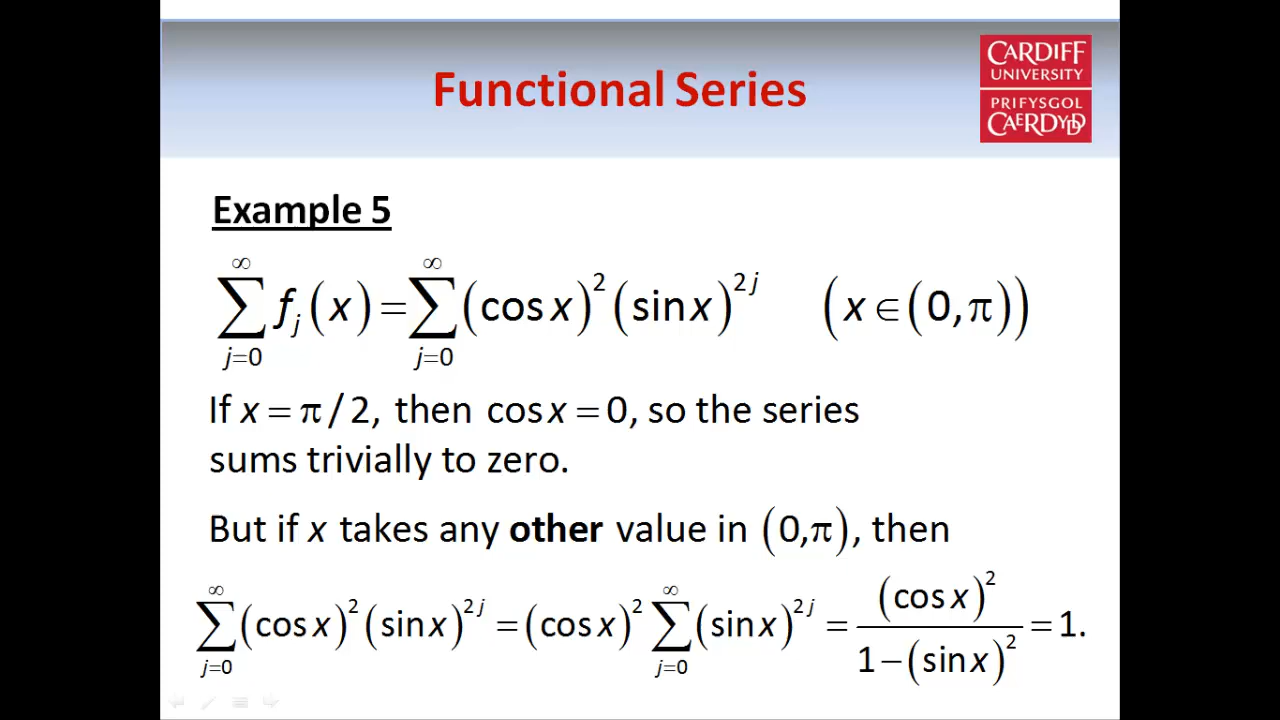 Functional Series
CARDIFF
UNIVERSITY
PRIFYSGOL
CAERDYDD
Example 5
∑_{j=0}^{∞} f_j(x) = ∑_{j=0}^{∞} (cos x)^2 (sin x)^{2j} (x ∈ (0, π))
If x = π / 2, then cos x = 0, so the series
sums trivially to zero.
But if x takes any other value in (0, π), then
∑_{j=0}^{∞} (cos x)^2 (sin x)^{2j} = (cos x)^2 ∑_{j=0}^{∞} (sin x)^{2j} = (cos x)^2 / (1 − (sin x)^2) = 1.